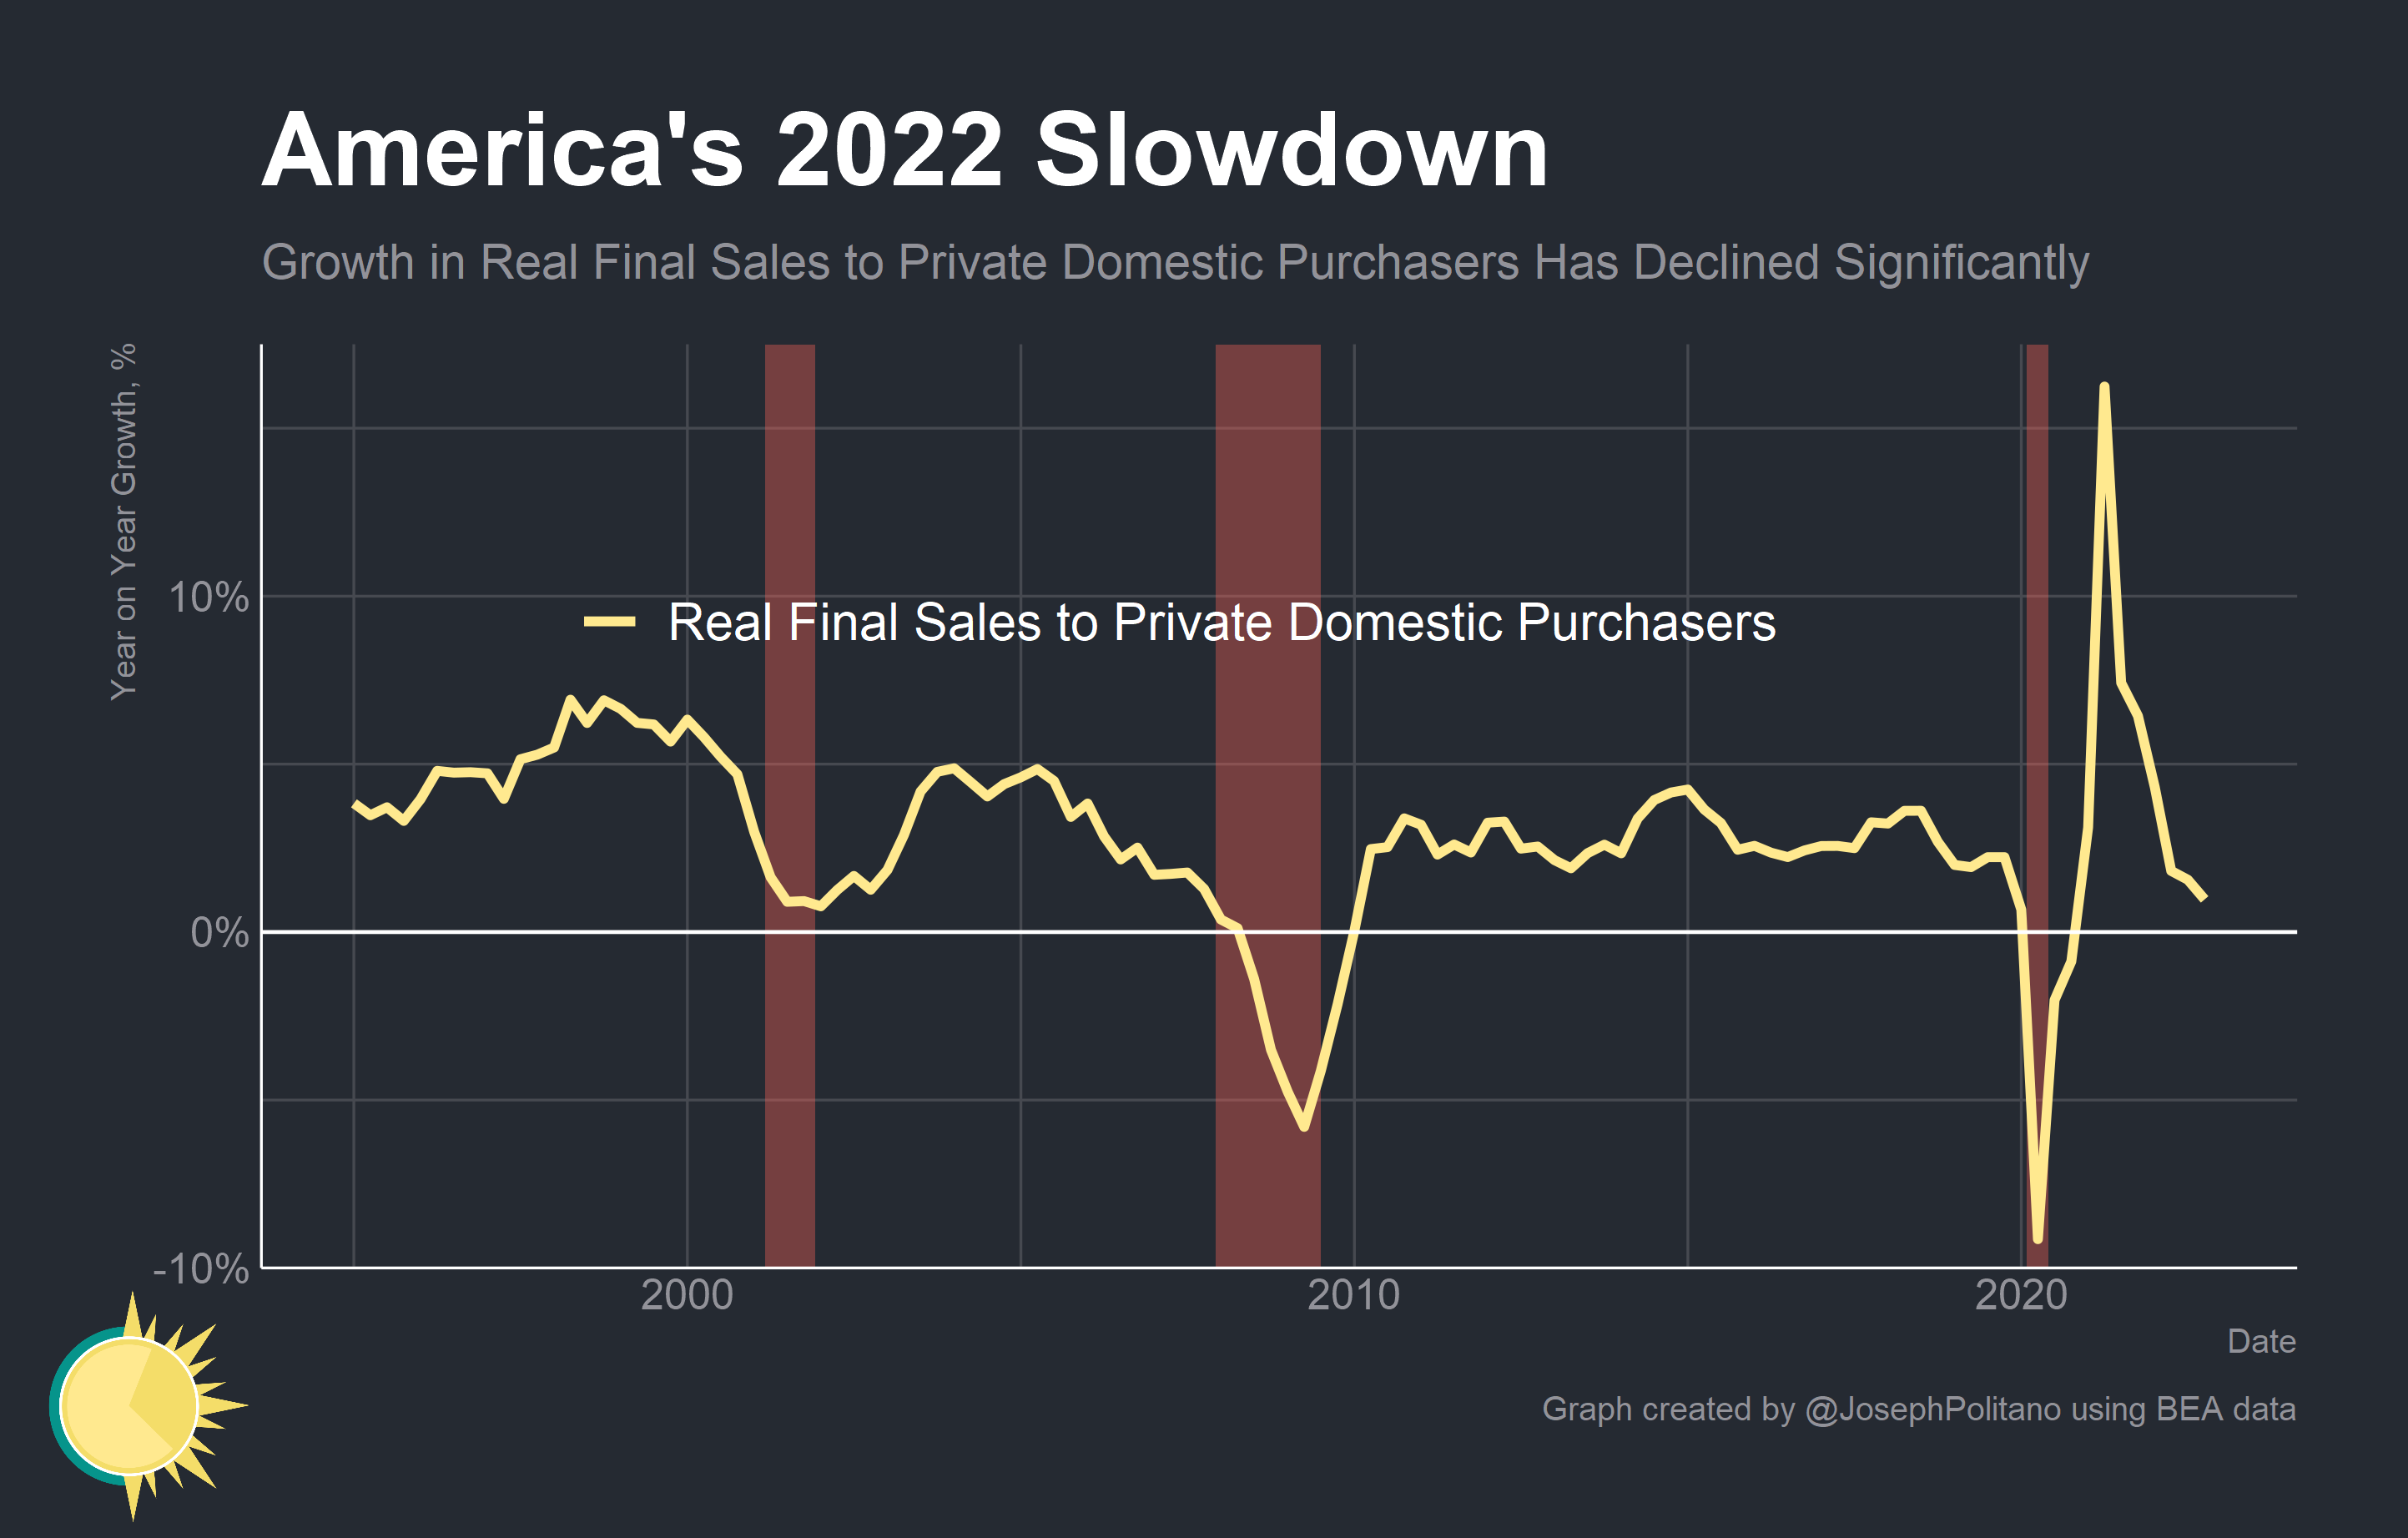 America's 2022 Slowdown
Growth in Real Final Sales to Private Domestic Purchasers Has Declined Significantly
Year on Year Growth, %
10%
Real Final Sales to Private Domestic Purchasers
0%
-10%
2000
2010
2020
Date
Graph created by @JosephPolitano using BEA data